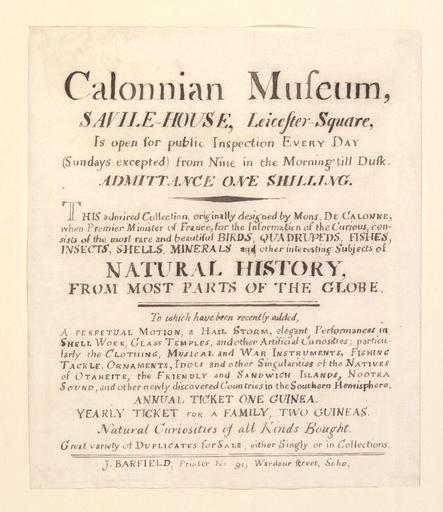 Calonnian Muſeum,
SAVILE-HOUSE, Leiceſter-Square,
Is open for public Inspection EVERY DAY
(Sundays excepted) from Nine in the Morning till Duſk.
ADMITTANCE ONE SHILLING.
THIS admired Collection, originally designed by Mons. DE CALONNE,
when Premier Minister of France, for the Information of the Curious, con-
sists of the most rare and beautiful BIRDS, QUADRUPEDS, FISHES,
INSECTS, SHELLS, MINERALS and other interesting Subjects of
NATURAL HISTORY,
FROM MOST PARTS OF THE GLOBE.
To which have been recently added,
A PERPETUAL MOTION, a HAIL STORM, elegant Performances in
SHELL WORK, GLASS TEMPLES, and other Artificial Curiosities; particu-
larly the CLOTHING, MUSICAL and WAR INSTRUMENTS, FISHING
TACKLE, ORNAMENTS, IDOLS and other Singularities of the NATIVES
of OTAHEITE, the FRIENDLY and SANDWICH ISLANDS, NOOTKA
SOUND, and other newly discovered Countries in the Southern Hemisphere.
ANNUAL TICKET ONE GUINEA.
YEARLY TICKET FOR A FAMILY, TWO GUINEAS.
Natural Curiosities of all Kinds Bought.
Great variety of DUPLICATES for SALE, either Singly or in Collections.
J. BARFIELD, Printer No 91, Wardour Street, Soho.